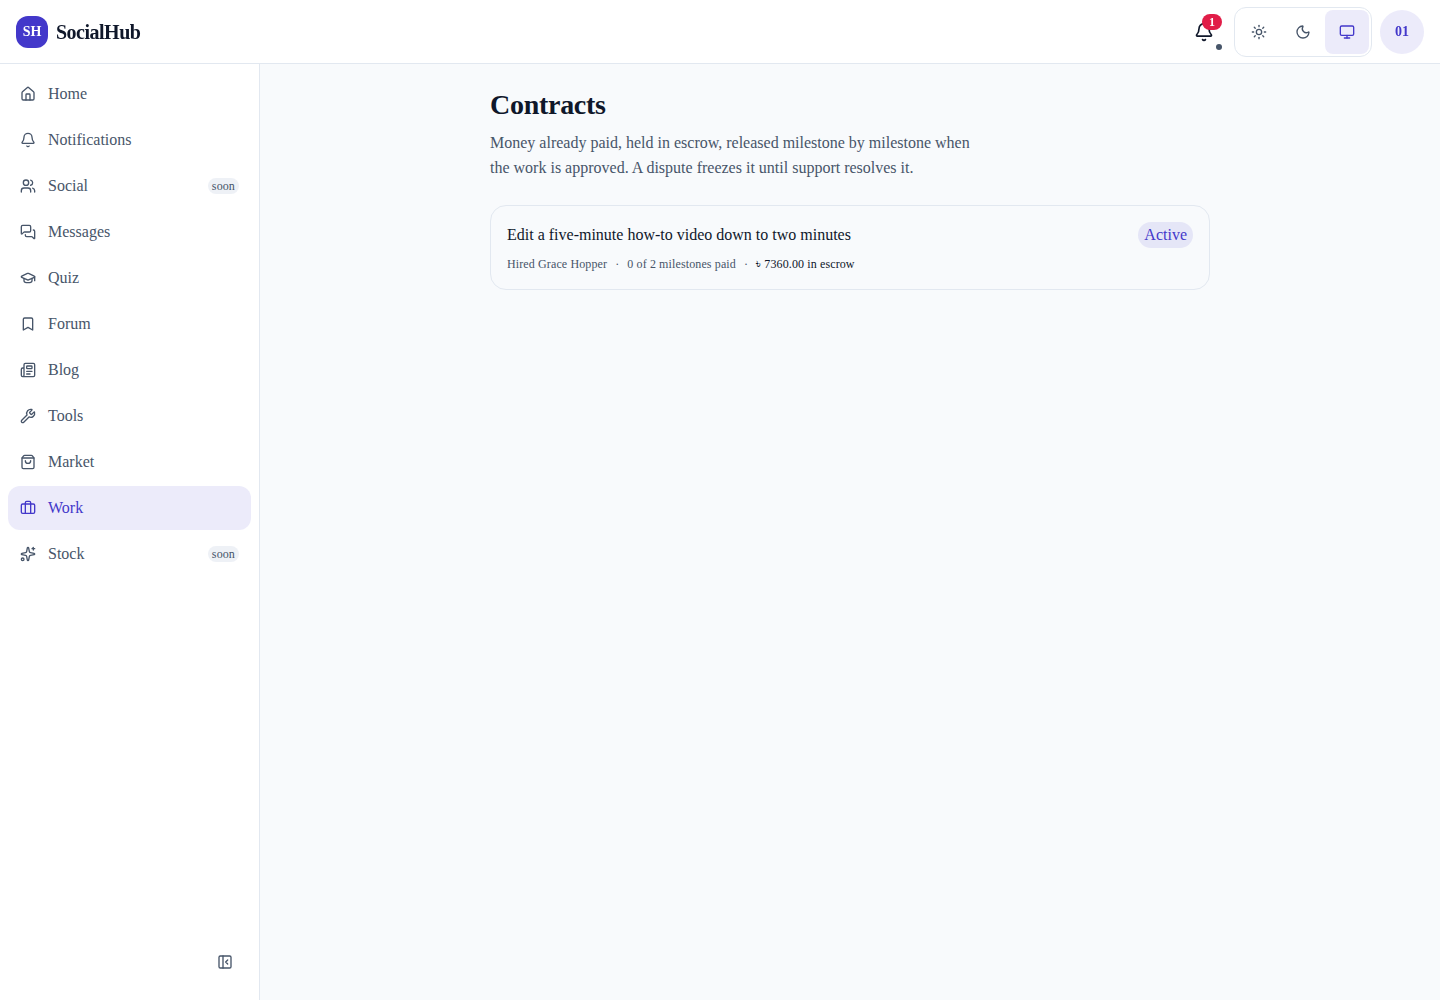 SH SocialHub
1
01
Home
Notifications
Social soon
Messages
Quiz
Forum
Blog
Tools
Market
Work
Stock soon
Contracts
Money already paid, held in escrow, released milestone by milestone when
the work is approved. A dispute freezes it until support resolves it.
Edit a five-minute how-to video down to two minutes
Active
Hired Grace Hopper · 0 of 2 milestones paid · ৳ 7360.00 in escrow